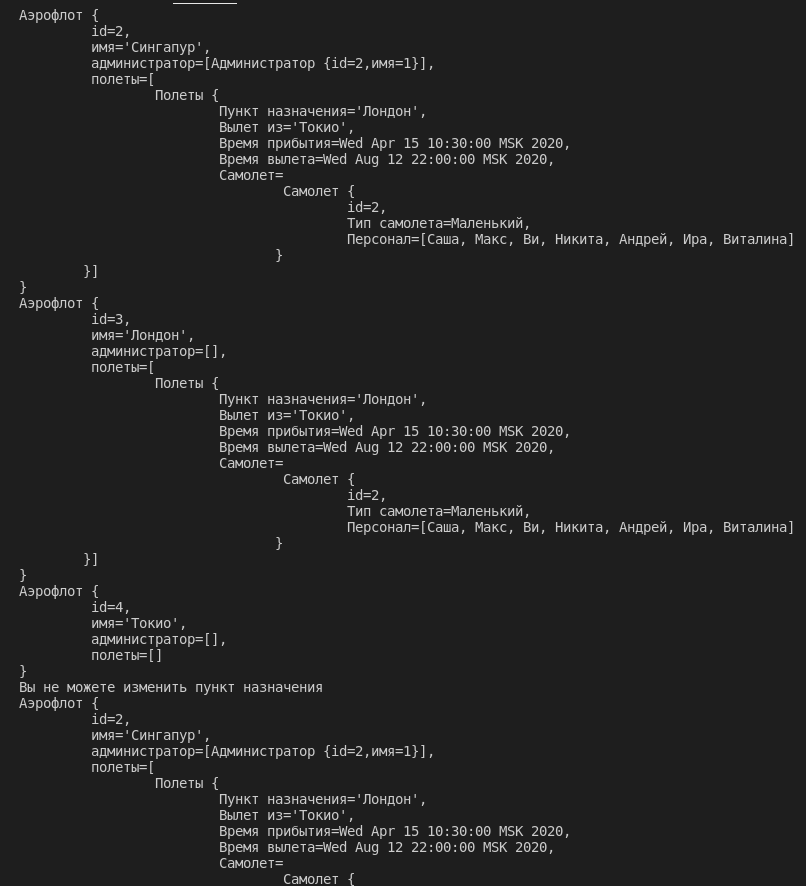 Аэрофлот {
id=2,
имя='Сингапур',
администратор=[Администратор {id=2,имя=1}],
полеты=[
Полеты {
Пункт назначения='Лондон',
Вылет из='Токио',
Время прибытия=Wed Apr 15 10:30:00 MSK 2020,
Время вылета=Wed Aug 12 22:00:00 MSK 2020,
Самолет=
Самолет {
id=2,
Тип самолета=Маленький,
Персонал=[Саша, Макс, Ви, Никита, Андрей, Ира, Виталина]
}
}]
}
Аэрофлот {
id=3,
имя='Лондон',
администратор=[],
полеты=[
Полеты {
Пункт назначения='Лондон',
Вылет из='Токио',
Время прибытия=Wed Apr 15 10:30:00 MSK 2020,
Время вылета=Wed Aug 12 22:00:00 MSK 2020,
Самолет=
Самолет {
id=2,
Тип самолета=Маленький,
Персонал=[Саша, Макс, Ви, Никита, Андрей, Ира, Виталина]
}
}]
}
Аэрофлот {
id=4,
имя='Токио',
администратор=[],
полеты=[]
}
Вы не можете изменить пункт назначения
Аэрофлот {
id=2,
имя='Сингапур',
администратор=[Администратор {id=2,имя=1}],
полеты=[
Полеты {
Пункт назначения='Лондон',
Вылет из='Токио',
Время прибытия=Wed Apr 15 10:30:00 MSK 2020,
Время вылета=Wed Aug 12 22:00:00 MSK 2020,
Самолет=
Самолет {